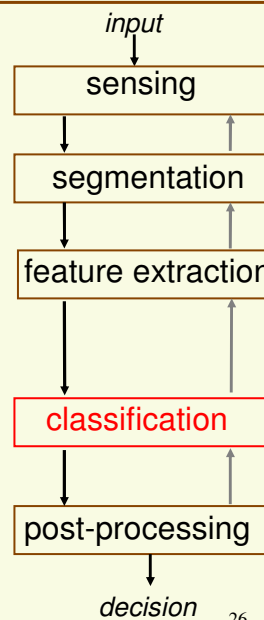 input
sensing
segmentation
feature extraction
classification
post-processing
decision
26